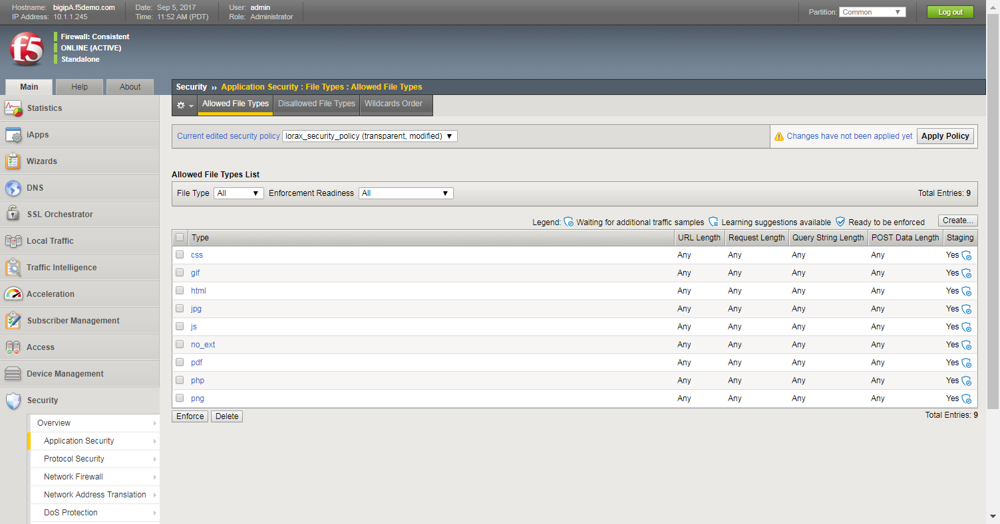 Hostname: bigipA.f5demo.com Date: Sep 5, 2017 User: admin
IP Address: 10.1.1.245 Time: 11:52 AM (PDT) Role: Administrator
Partition: Common Log out
f5
Firewall: Consistent
ONLINE (ACTIVE)
Standalone
Main Help About
Security ›› Application Security : File Types : Allowed File Types
Allowed File Types Disallowed File Types Wildcards Order
Statistics
iApps
Wizards
DNS
SSL Orchestrator
Local Traffic
Traffic Intelligence
Acceleration
Subscriber Management
Access
Device Management
Security
Overview
Application Security
Protocol Security
Network Firewall
Network Address Translation
DoS Protection
Current edited security policy lorax_security_policy (transparent, modified) Changes have not been applied yet Apply Policy
Allowed File Types List
File Type All Enforcement Readiness All Total Entries: 9
Legend: Waiting for additional traffic samples Learning suggestions available Ready to be enforced Create...
Type URL Length Request Length Query String Length POST Data Length Staging
css Any Any Any Any Yes
gif Any Any Any Any Yes
html Any Any Any Any Yes
jpg Any Any Any Any Yes
js Any Any Any Any Yes
no_ext Any Any Any Any Yes
pdf Any Any Any Any Yes
php Any Any Any Any Yes
png Any Any Any Any Yes
Enforce Delete Total Entries: 9